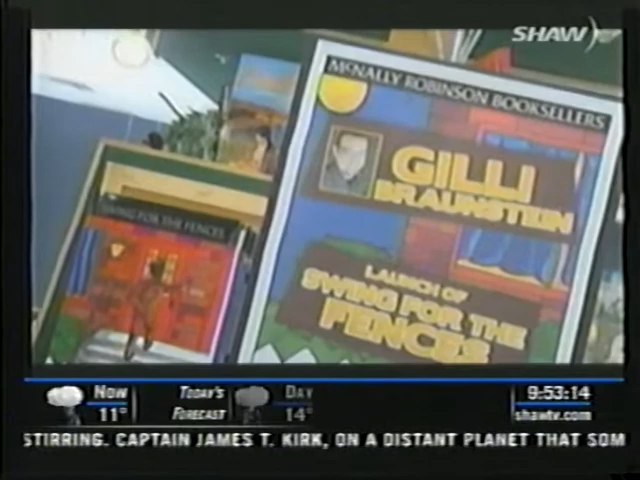 SHAW
McNALLY ROBINSON BOOKSELLERS
GILLI
BRAUNSTEIN
LAUNCH OF
SWING FOR THE
FENCES
SWING FOR THE FENCES
Now
11°
TODAY'S
FORECAST
DAY
14°
9:53:14
shawtv.com
STIRRING. CAPTAIN JAMES T. KIRK, ON A DISTANT PLANET THAT SOM